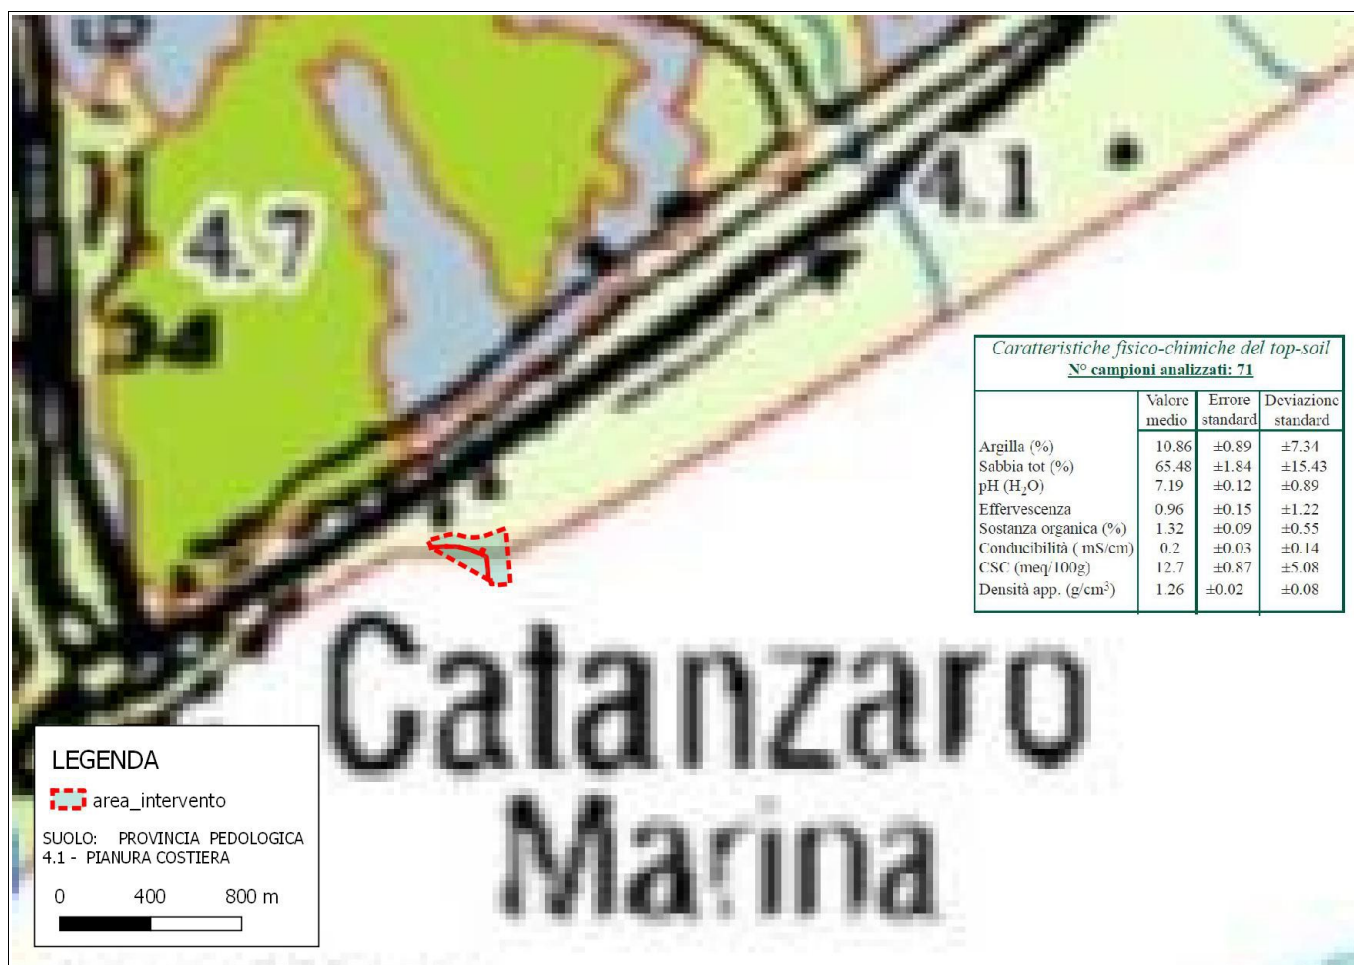 4.7
4.1
Caratteristiche fisico-chimiche del top-soil
N° campioni analizzati: 71
Valore medio Errore standard Deviazione standard
Argilla (%) 10.86 ±0.89 ±7.34
Sabbia tot (%) 65.48 ±1.84 ±15.43
pH (H₂O) 7.19 ±0.12 ±0.89
Effervescenza 0.96 ±0.15 ±1.22
Sostanza organica (%) 1.32 ±0.09 ±0.55
Conducibilità ( mS/cm) 0.2 ±0.03 ±0.14
CSC (meq/100g) 12.7 ±0.87 ±5.08
Densità app. (g/cm³) 1.26 ±0.02 ±0.08
Catanzaro
Marina
LEGENDA
area_intervento
SUOLO: PROVINCIA PEDOLOGICA
4.1 - PIANURA COSTIERA
0 400 800 m